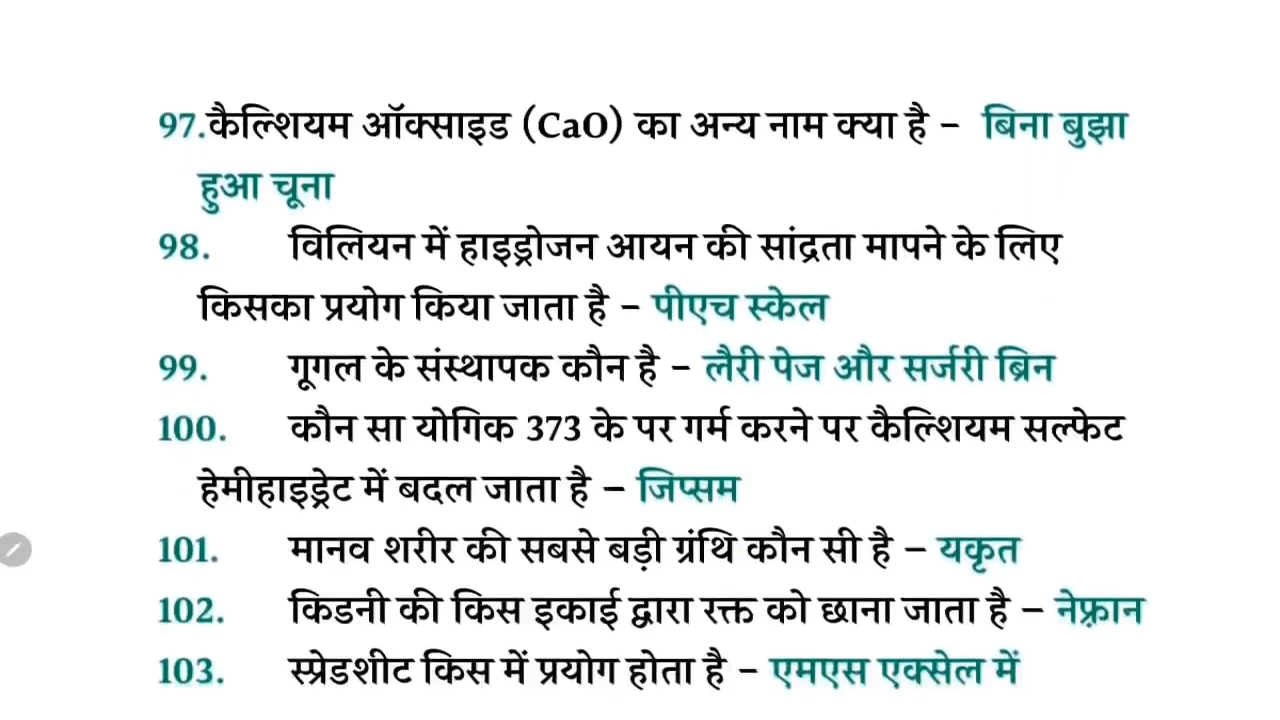 97.कैल्शियम ऑक्साइड (CaO) का अन्य नाम क्या है – बिना बुझा
हुआ चूना
98. विलियन में हाइड्रोजन आयन की सांद्रता मापने के लिए
किसका प्रयोग किया जाता है – पीएच स्केल
99. गूगल के संस्थापक कौन है – लैरी पेज और सर्जरी ब्रिन
100. कौन सा योगिक 373 के पर गर्म करने पर कैल्शियम सल्फेट
हेमीहाइड्रेट में बदल जाता है – जिप्सम
101. मानव शरीर की सबसे बड़ी ग्रंथि कौन सी है – यकृत
102. किडनी की किस इकाई द्वारा रक्त को छाना जाता है – नेफ़्रान
103. स्प्रेडशीट किस में प्रयोग होता है – एमएस एक्सेल में